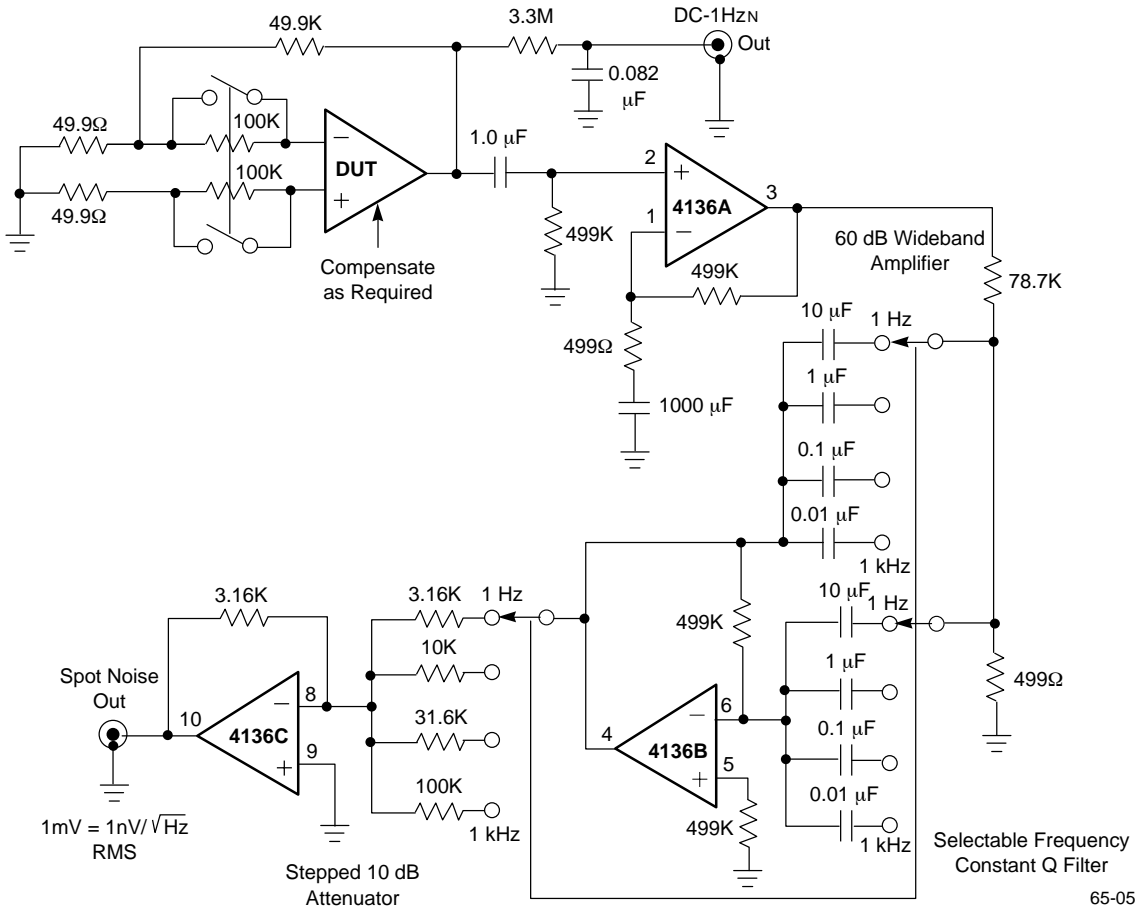 49.9K
3.3M
DC-1HzN
Out
0.082
µF
49.9Ω
100K
100K
49.9Ω
−
+
DUT
Compensate
as Required
1.0 µF
499K
2
+
1
−
4136A
3
499K
499Ω
1000 µF
60 dB Wideband
Amplifier
78.7K
10 µF
1 Hz
1 µF
0.1 µF
0.01 µF
1 kHz
10 µF
1 Hz
1 µF
0.1 µF
0.01 µF
1 kHz
499Ω
3.16K
3.16K
1 Hz
10K
31.6K
100K
1 kHz
499K
6
−
4136B
4
5
+
499K
8
−
4136C
10
9
+
Spot Noise
Out
1mV = 1nV/√Hz
RMS
Stepped 10 dB
Attenuator
Selectable Frequency
Constant Q Filter
65-05